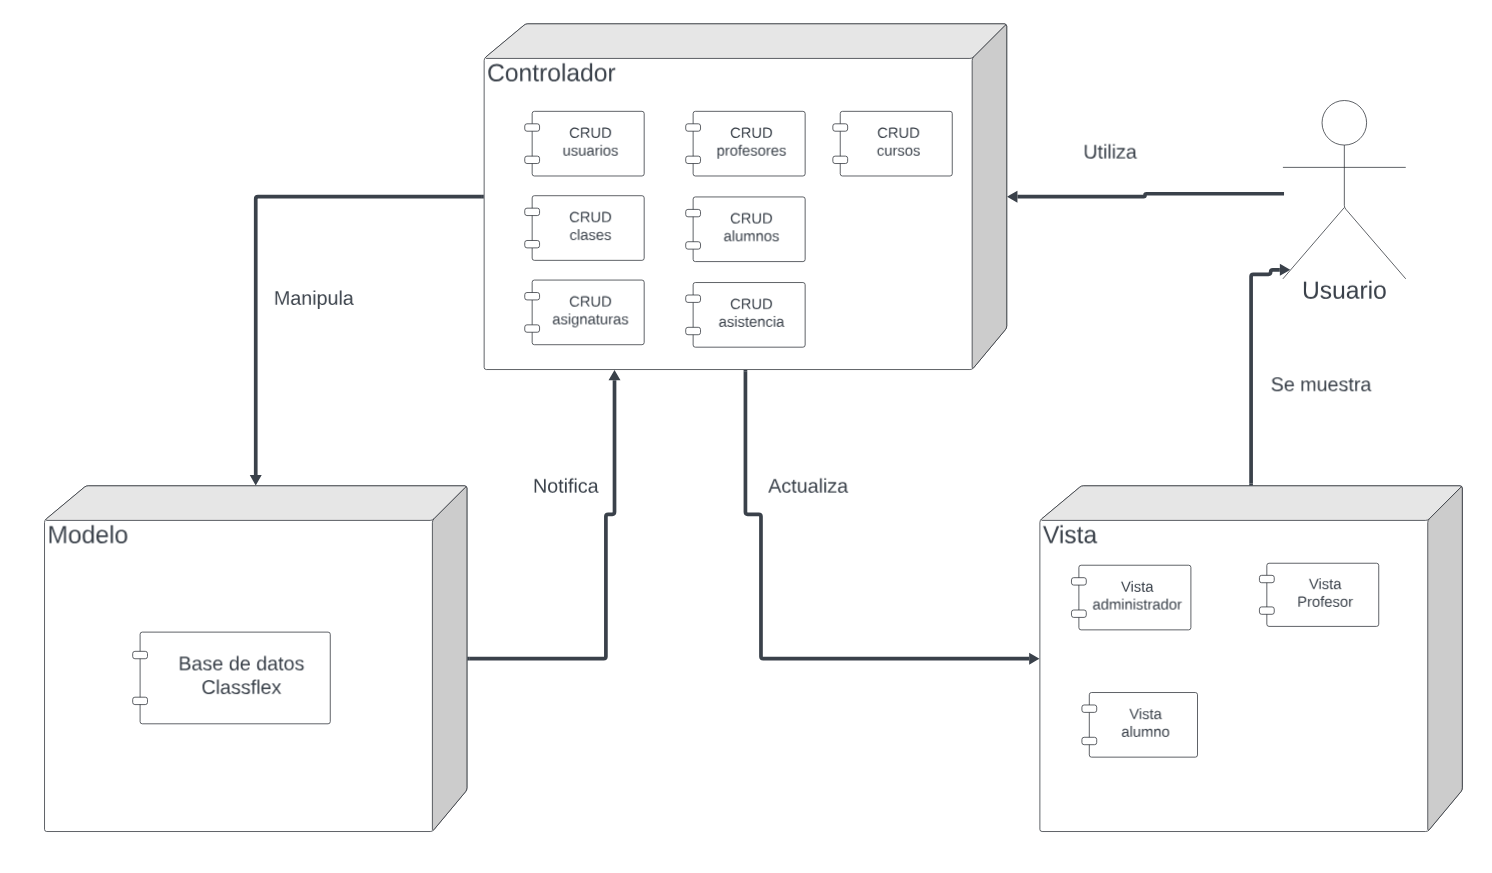 Controlador
CRUD
usuarios
CRUD
profesores
CRUD
cursos
CRUD
clases
CRUD
alumnos
CRUD
asignaturas
CRUD
asistencia
Utiliza
Usuario
Manipula
Se muestra
Notifica
Actualiza
Modelo
Base de datos
Classflex
Vista
Vista
administrador
Vista
Profesor
Vista
alumno